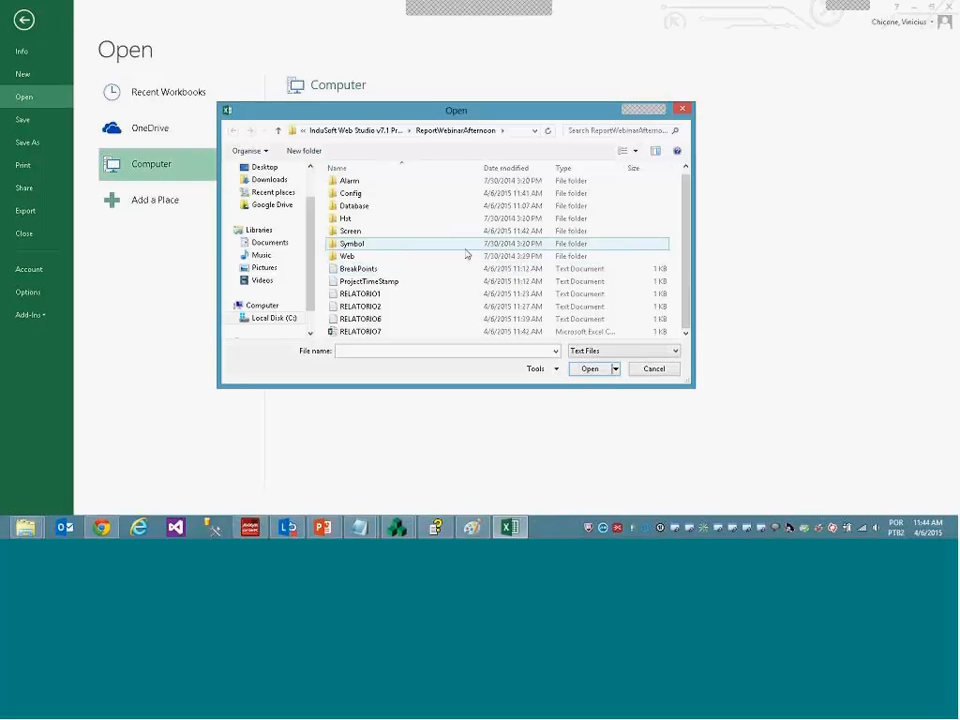 Chicone, Vinicius
Info
New
Open
Save
Save As
Print
Share
Export
Close
Account
Options
Add-Ins
Open
Recent Workbooks
OneDrive
Computer
Add a Place
Computer
Open
« InduSoft Web Studio v7.1 Pr... ReportWebinarAfternoon
Search ReportWebinarAfterno...
Organise
New folder
Desktop
Downloads
Recent places
Google Drive
Libraries
Documents
Music
Pictures
Videos
Computer
Local Disk (C:)
Name Date modified Type Size
Alarm 7/30/2014 3:20 PM File folder
Config 4/6/2015 11:41 AM File folder
Database 4/6/2015 11:07 AM File folder
Hst 7/30/2014 3:20 PM File folder
Screen 4/6/2015 11:42 AM File folder
Symbol 7/30/2014 3:20 PM File folder
Web 7/30/2014 3:29 PM File folder
BreakPoints 4/6/2015 11:12 AM Text Document 1 KB
ProjectTimeStamp 4/6/2015 11:12 AM Text Document 1 KB
RELATORIO1 4/6/2015 11:23 AM Text Document 1 KB
RELATORIO2 4/6/2015 11:27 AM Text Document 1 KB
RELATORIO6 4/6/2015 11:39 AM Text Document 1 KB
RELATORIO7 4/6/2015 11:42 AM Microsoft Excel C... 1 KB
File name:
Text Files
Tools
Open
Cancel
POR
PTB2
11:44 AM
4/6/2015